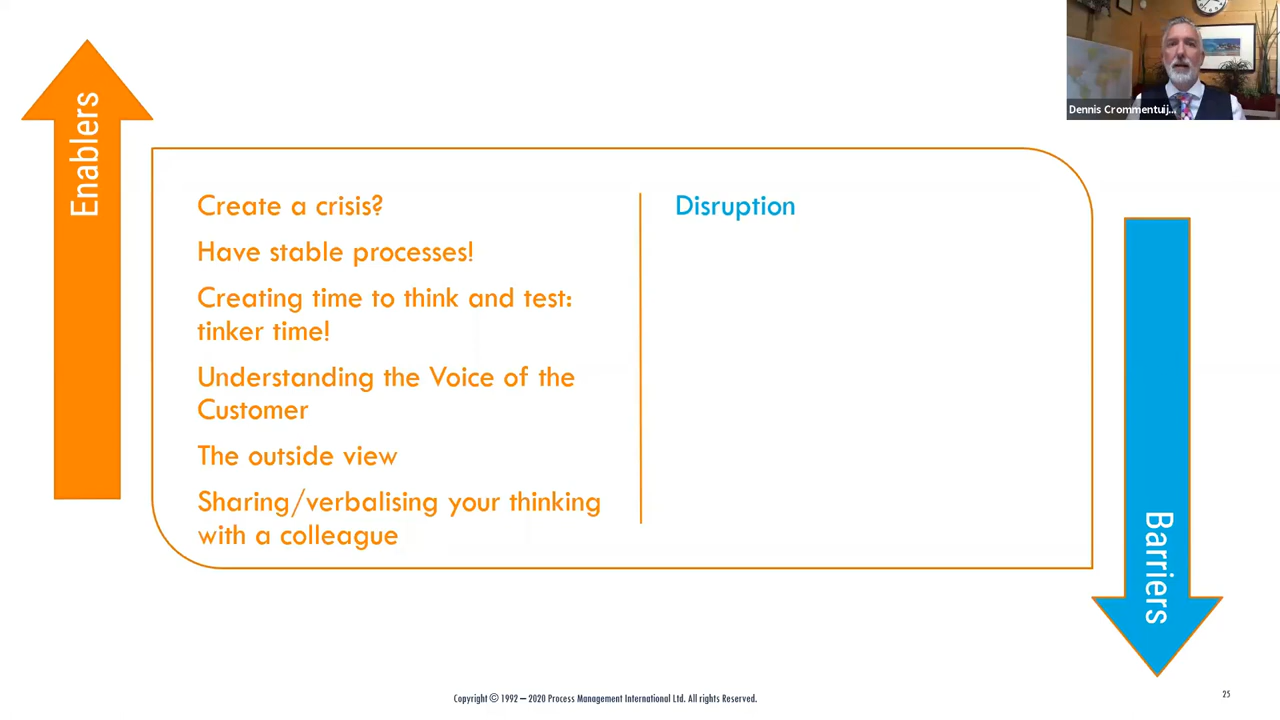 Dennis Crommentuij...
Enablers
Create a crisis?
Have stable processes!
Creating time to think and test:
tinker time!
Understanding the Voice of the
Customer
The outside view
Sharing/verbalising your thinking
with a colleague
Disruption
Barriers
Copyright © 1992 – 2020 Process Management International Ltd. All rights Reserved.
25